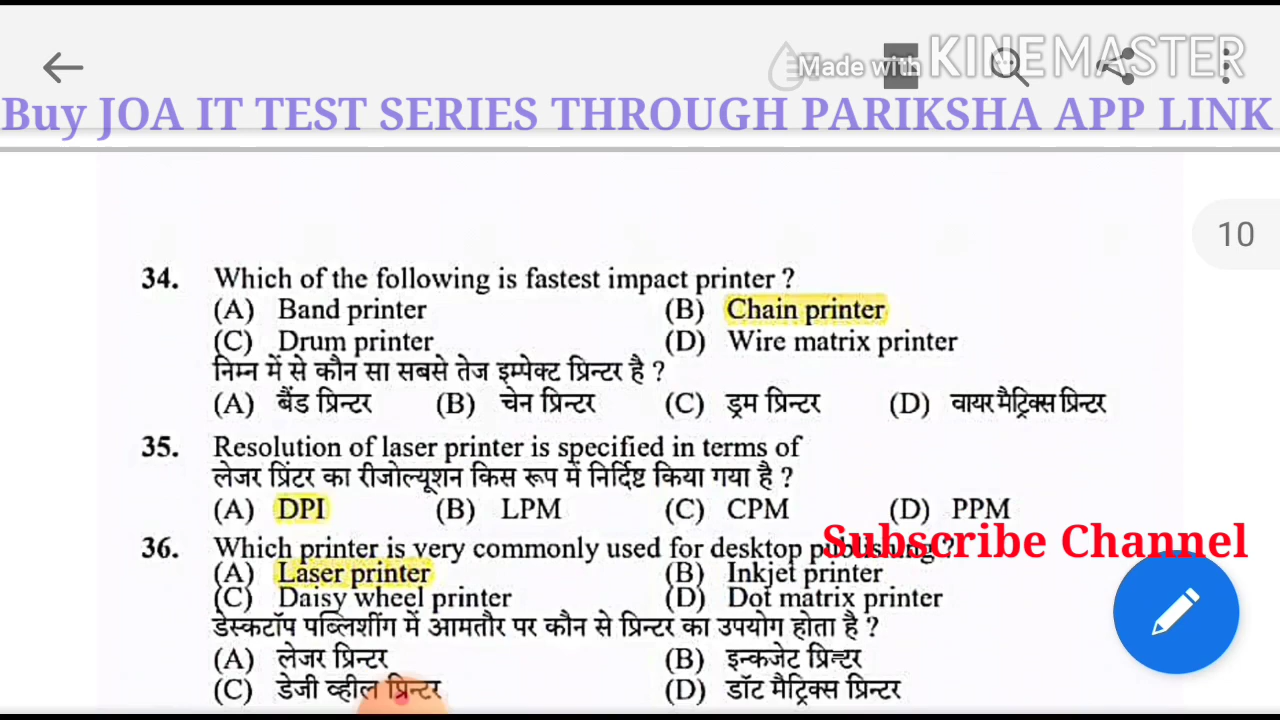 Made with KINEMASTER
Buy JOA IT TEST SERIES THROUGH PARIKSHA APP LINK
10
34. Which of the following is fastest impact printer ?
(A) Band printer (B) Chain printer
(C) Drum printer (D) Wire matrix printer
निम्न में से कौन सा सबसे तेज इम्पेक्ट प्रिन्टर है ?
(A) बैंड प्रिन्टर (B) चेन प्रिन्टर (C) ड्रम प्रिन्टर (D) वायर मैट्रिक्स प्रिन्टर
35. Resolution of laser printer is specified in terms of
लेजर प्रिंटर का रीजोल्यूशन किस रूप में निर्दिष्ट किया गया है ?
(A) DPI (B) LPM (C) CPM (D) PPM
Subscribe Channel
36. Which printer is very commonly used for desktop publishing ?
(A) Laser printer (B) Inkjet printer
(C) Daisy wheel printer (D) Dot matrix printer
डेस्कटॉप पब्लिशींग में आमतौर पर कौन से प्रिन्टर का उपयोग होता है ?
(A) लेजर प्रिन्टर (B) इन्कजेट प्रिन्टर
(C) डेजी व्हील प्रिन्टर (D) डॉट मैट्रिक्स प्रिन्टर